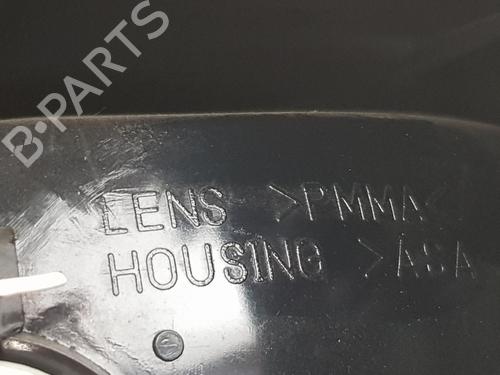 B·PARTS
LENS >PMMA<
HOUSING >ASA